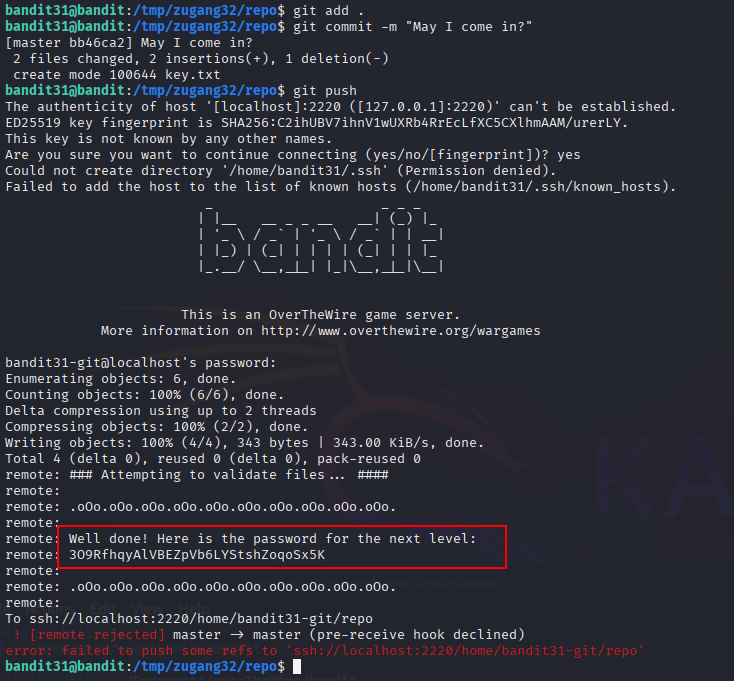 bandit31@bandit:/tmp/zugang32/repo$ git add .
bandit31@bandit:/tmp/zugang32/repo$ git commit -m "May I come in?"
[master bb46ca2] May I come in?
 2 files changed, 2 insertions(+), 1 deletion(-)
 create mode 100644 key.txt
bandit31@bandit:/tmp/zugang32/repo$ git push
The authenticity of host '[localhost]:2220 ([127.0.0.1]:2220)' can't be established.
ED25519 key fingerprint is SHA256:C2ihUBV7ihnV1wUXRb4RrEcLfXC5CXlhmAAM/urerLY.
This key is not known by any other names.
Are you sure you want to continue connecting (yes/no/[fingerprint])? yes
Could not create directory '/home/bandit31/.ssh' (Permission denied).
Failed to add the host to the list of known hosts (/home/bandit31/.ssh/known_hosts).
bandit
This is an OverTheWire game server.
More information on http://www.overthewire.org/wargames
bandit31-git@localhost's password:
Enumerating objects: 6, done.
Counting objects: 100% (6/6), done.
Delta compression using up to 2 threads
Compressing objects: 100% (2/2), done.
Writing objects: 100% (4/4), 343 bytes | 343.00 KiB/s, done.
Total 4 (delta 0), reused 0 (delta 0), pack-reused 0
remote: ### Attempting to validate files... ####
remote:
remote: .oOo.oOo.oOo.oOo.oOo.oOo.oOo.oOo.oOo.oOo.
remote:
remote: Well done! Here is the password for the next level:
remote: 3O9RfhqyAlVBEZpVb6LYStshZoqoSx5K
remote:
remote: .oOo.oOo.oOo.oOo.oOo.oOo.oOo.oOo.oOo.oOo.
remote:
To ssh://localhost:2220/home/bandit31-git/repo
 ! [remote rejected] master -> master (pre-receive hook declined)
error: failed to push some refs to 'ssh://localhost:2220/home/bandit31-git/repo'
bandit31@bandit:/tmp/zugang32/repo$
KA
Edit View Help